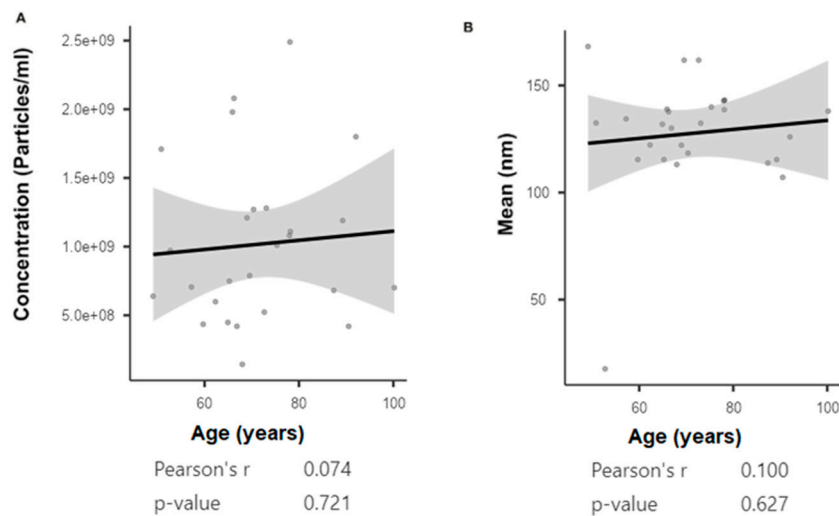 A
Concentration (Particles/ml)
2.5e+09
2.0e+09
1.5e+09
1.0e+09
5.0e+08
60 80 100
Age (years)
Pearson's r 0.074
p-value 0.721
B
Mean (nm)
150
100
50
60 80 100
Age (years)
Pearson's r 0.100
p-value 0.627